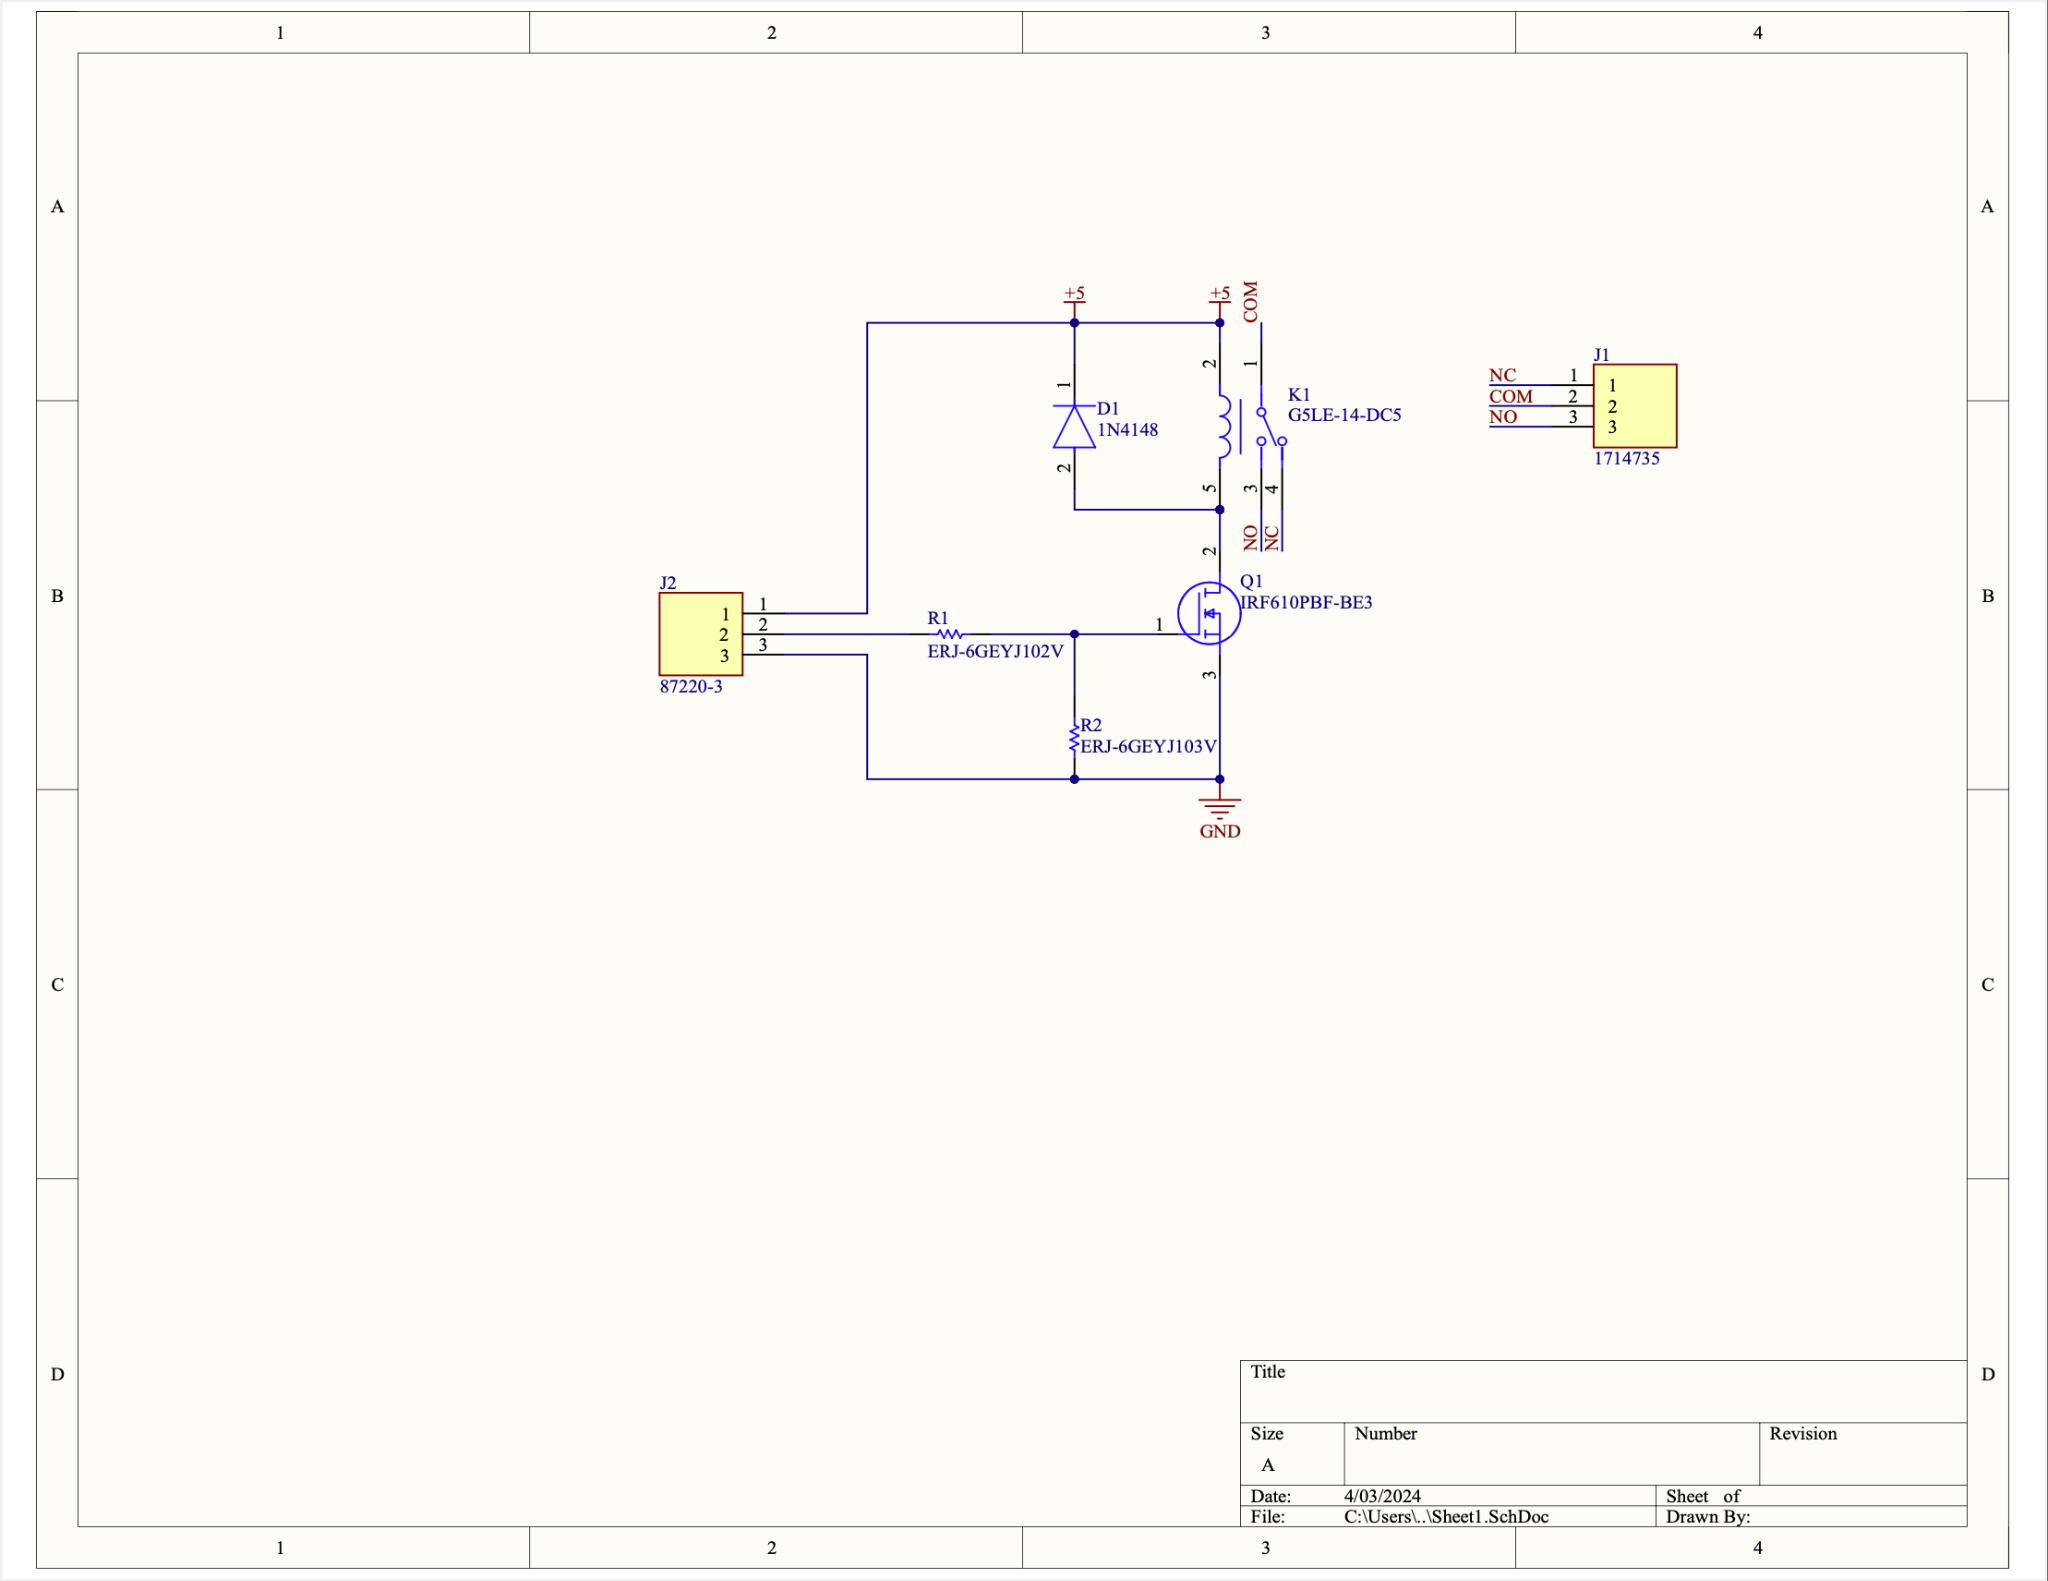 1 2 3 4
A A
+5 +5 COM
J1
2 1
1
K1
G5LE-14-DC5
D1
1N4148
NC 1 1
COM 2 2
NO 3 3
1714735
2
5 3 4
NO NC
2
J2
Q1
IRF610PBF-BE3
B B
1 1
2 2
3 3
87220-3
R1
ERJ-6GEYJ102V
1
3
R2
ERJ-6GEYJ103V
GND
C C
D D
Title
Size Number Revision
A
Date: 4/03/2024 Sheet of
File: C:\Users\..\Sheet1.SchDoc Drawn By:
1 2 3 4